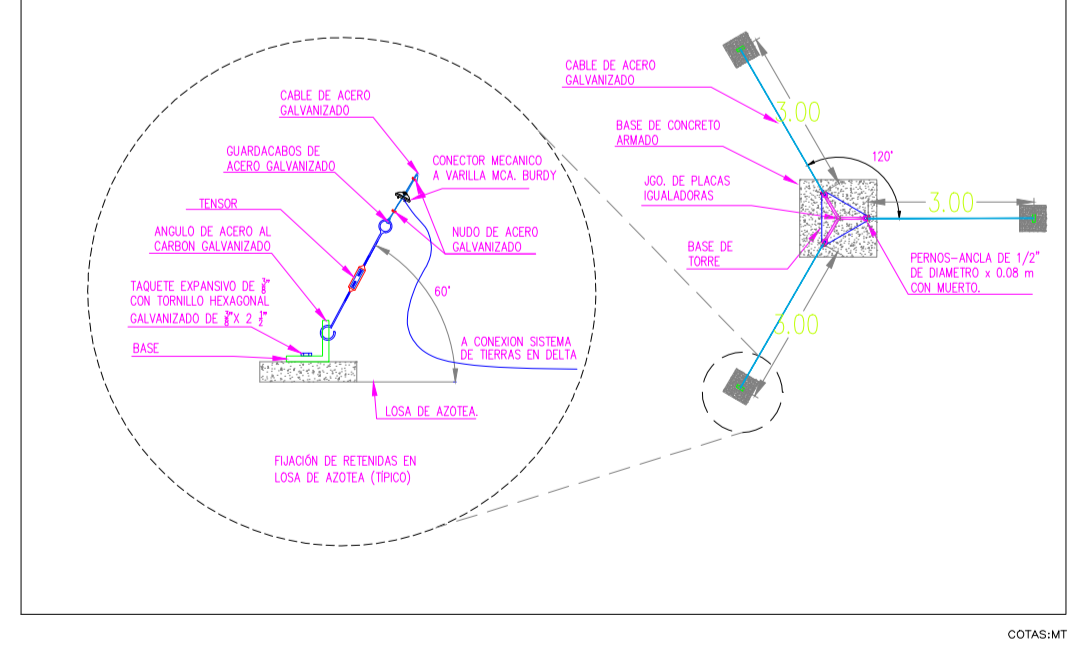 CABLE DE ACERO
GALVANIZADO
GUARDACABOS DE
ACERO GALVANIZADO
TENSOR
ANGULO DE ACERO AL
CARBON GALVANIZADO
TAQUETE EXPANSIVO DE 3/8"
CON TORNILLO HEXAGONAL
GALVANIZADO DE 3/8"X 2 1/2"
BASE
CONECTOR MECANICO
A VARILLA MCA. BURDY
NUDO DE ACERO
GALVANIZADO
60°
A CONEXION SISTEMA
DE TIERRAS EN DELTA
LOSA DE AZOTEA.
FIJACIÓN DE RETENIDAS EN
LOSA DE AZOTEA (TÍPICO)
CABLE DE ACERO
GALVANIZADO
3.00
BASE DE CONCRETO
ARMADO
120°
JGO. DE PLACAS
IGUALADORAS
3.00
BASE DE
TORRE
PERNOS-ANCLA DE 1/2"
DE DIAMETRO x 0.08 m
CON MUERTO.
3.00
COTAS:MT